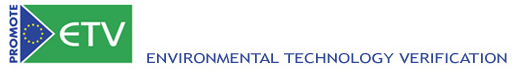 PROMOTE
ETV
ENVIRONMENTAL TECHNOLOGY VERIFICATION